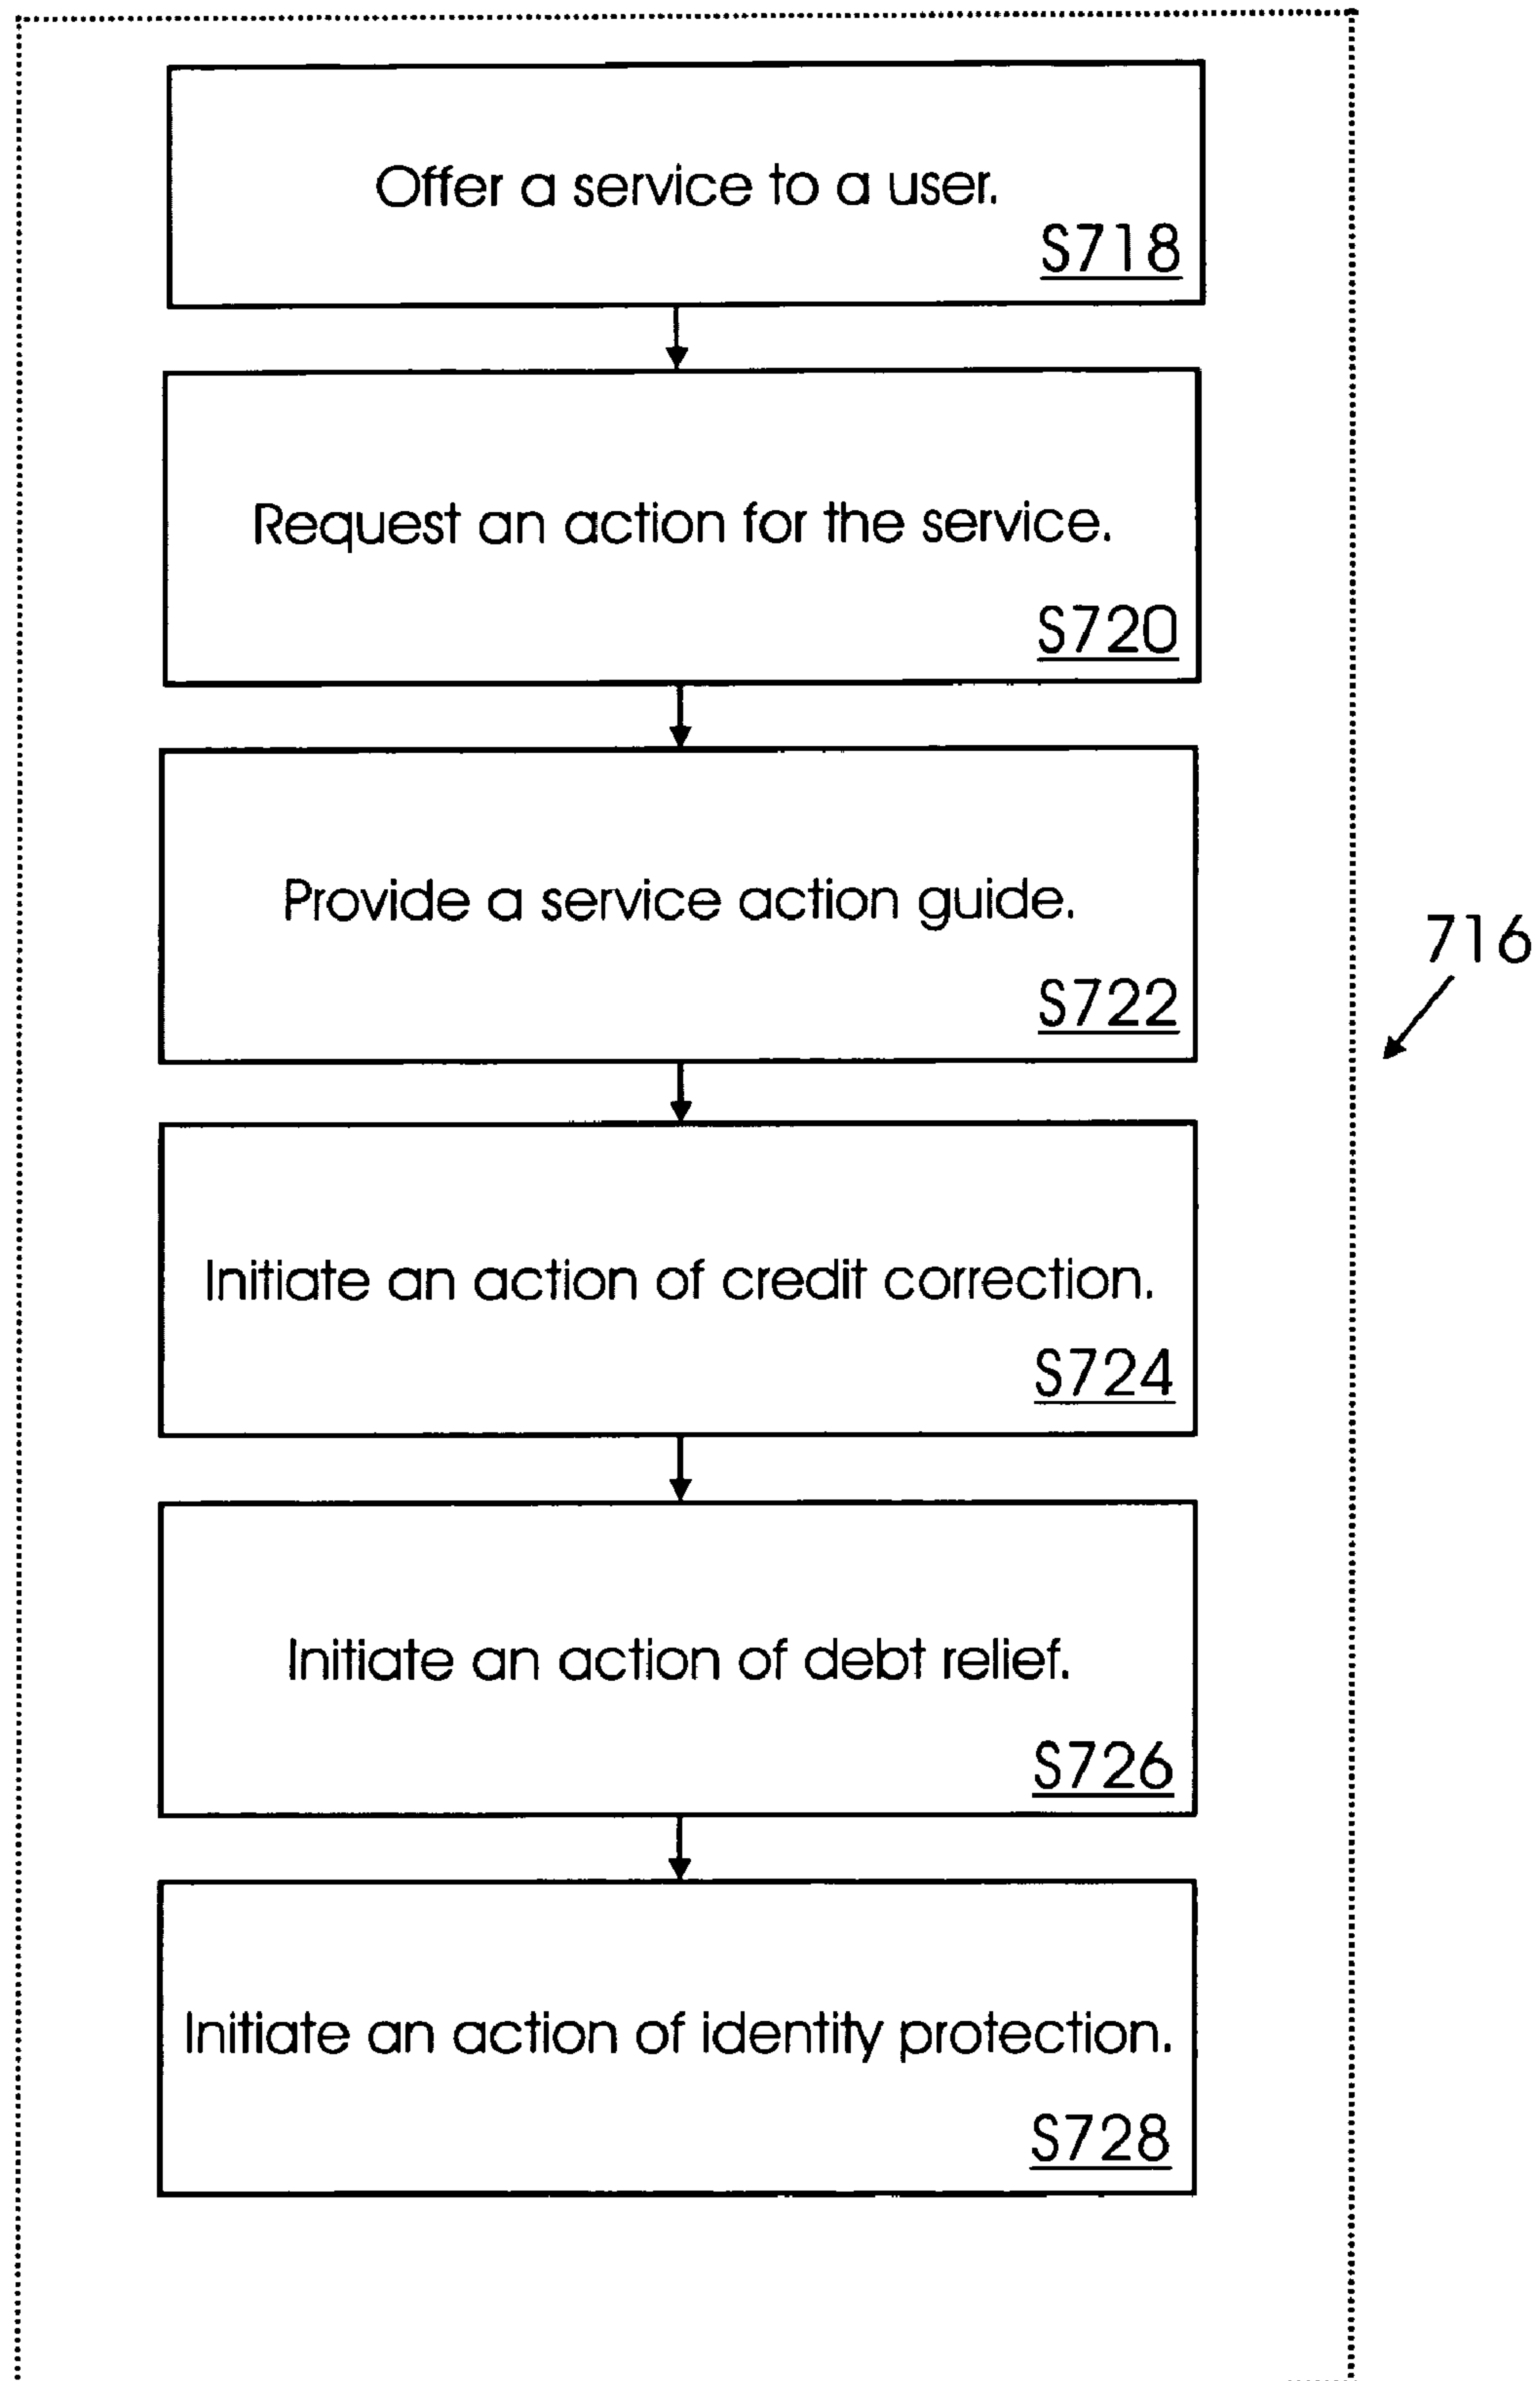 Offer a service to a user.
S718
Request an action for the service.
S720
Provide a service action guide.
S722
716
Initiate an action of credit correction.
S724
Initiate an action of debt relief.
S726
Initiate an action of identity protection.
S728